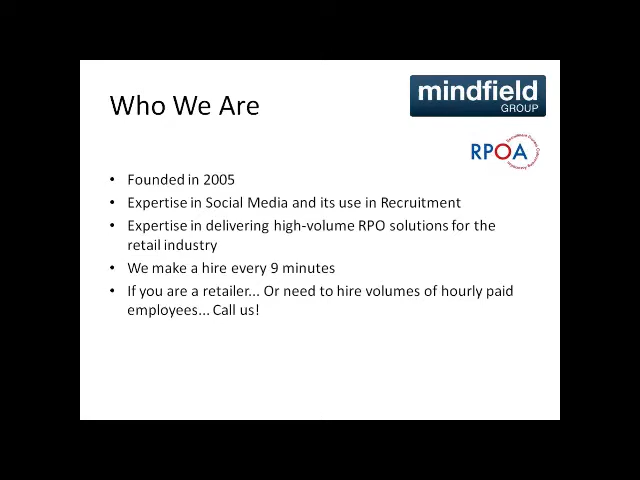 Who We Are
mindfield
GROUP
RPOA
• Founded in 2005
• Expertise in Social Media and its use in Recruitment
• Expertise in delivering high-volume RPO solutions for the
retail industry
• We make a hire every 9 minutes
• If you are a retailer... Or need to hire volumes of hourly paid
employees... Call us!